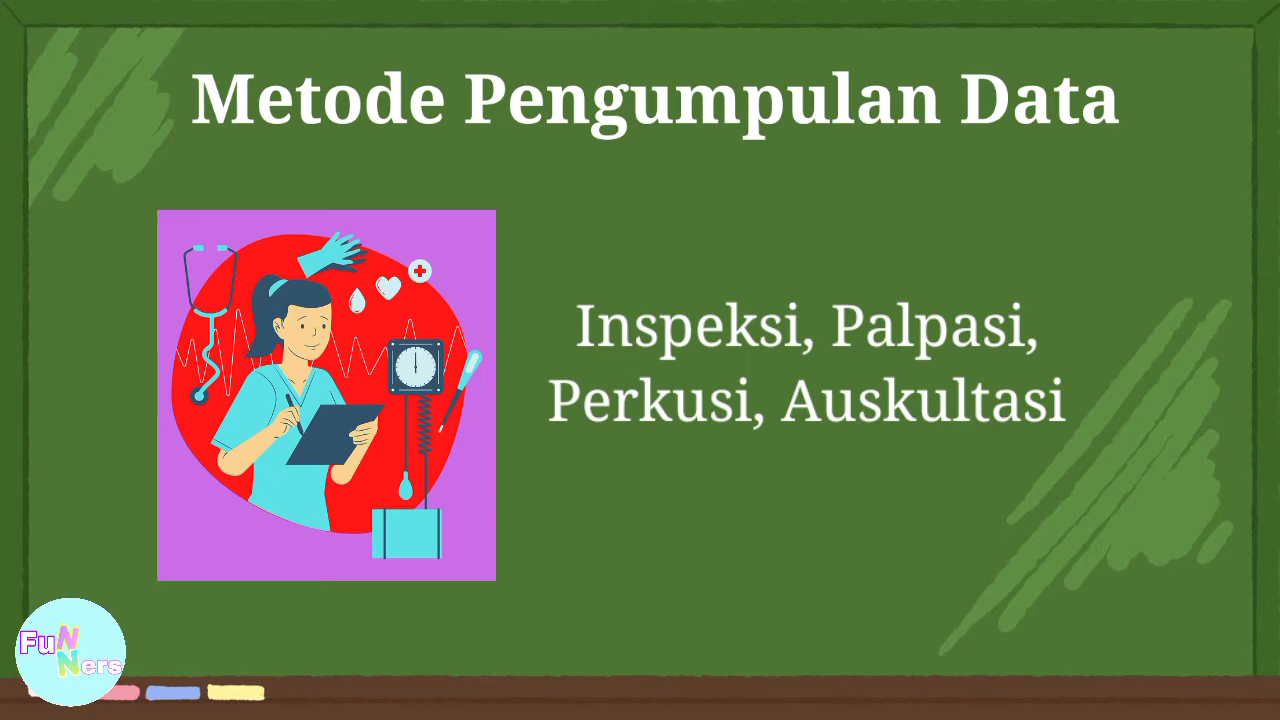 Metode Pengumpulan Data
Inspeksi, Palpasi,
Perkusi, Auskultasi
FuN
Ners